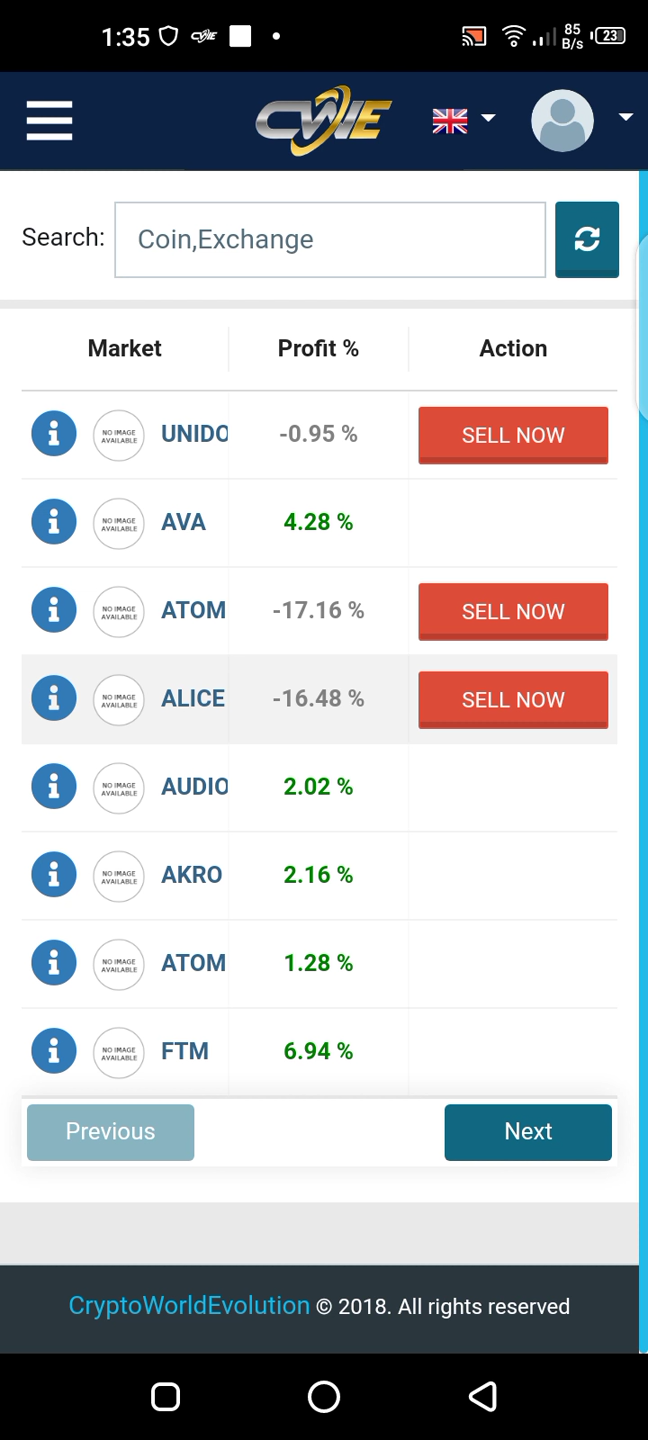 1:35 CWE 85 B/s 23
CWE
Search: Coin,Exchange
Market Profit % Action
NO IMAGE AVAILABLE UNIDO -0.95 % SELL NOW
NO IMAGE AVAILABLE AVA 4.28 %
NO IMAGE AVAILABLE ATOM -17.16 % SELL NOW
NO IMAGE AVAILABLE ALICE -16.48 % SELL NOW
NO IMAGE AVAILABLE AUDIO 2.02 %
NO IMAGE AVAILABLE AKRO 2.16 %
NO IMAGE AVAILABLE ATOM 1.28 %
NO IMAGE AVAILABLE FTM 6.94 %
Previous Next
CryptoWorldEvolution © 2018. All rights reserved